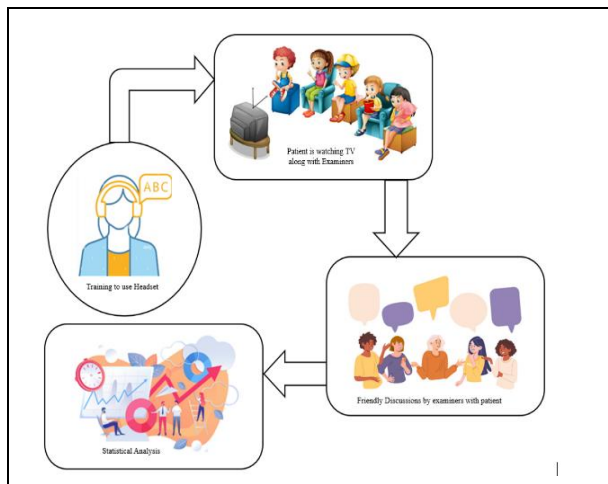 ABC
Training to use Headset
Patient is watching TV
along with Examiners
Friendly Discussions by examiners with patient
Statistical Analysis